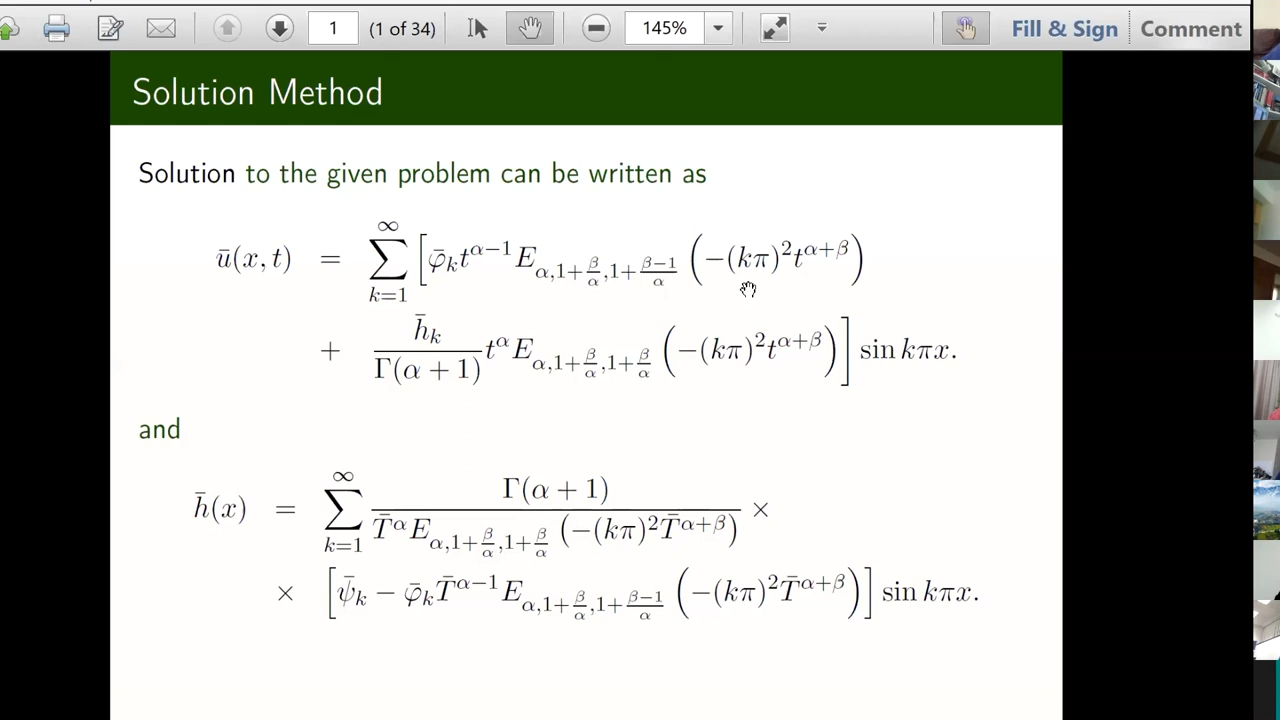 1 (1 of 34) 145% Fill & Sign Comment
Solution Method
Solution to the given problem can be written as
ū(x, t) = ∑_{k=1}^{∞} [ φ̄_k t^{α−1} E_{α,1+β/α,1+(β−1)/α} ( −(kπ)² t^{α+β} )
+ h̄_k / Γ(α + 1) t^α E_{α,1+β/α,1+β/α} ( −(kπ)² t^{α+β} ) ] sin kπx.
and
h̄(x) = ∑_{k=1}^{∞} Γ(α + 1) / ( T̄^α E_{α,1+β/α,1+β/α} ( −(kπ)² T̄^{α+β} ) ) ×
× [ ψ̄_k − φ̄_k T̄^{α−1} E_{α,1+β/α,1+(β−1)/α} ( −(kπ)² T̄^{α+β} ) ] sin kπx.